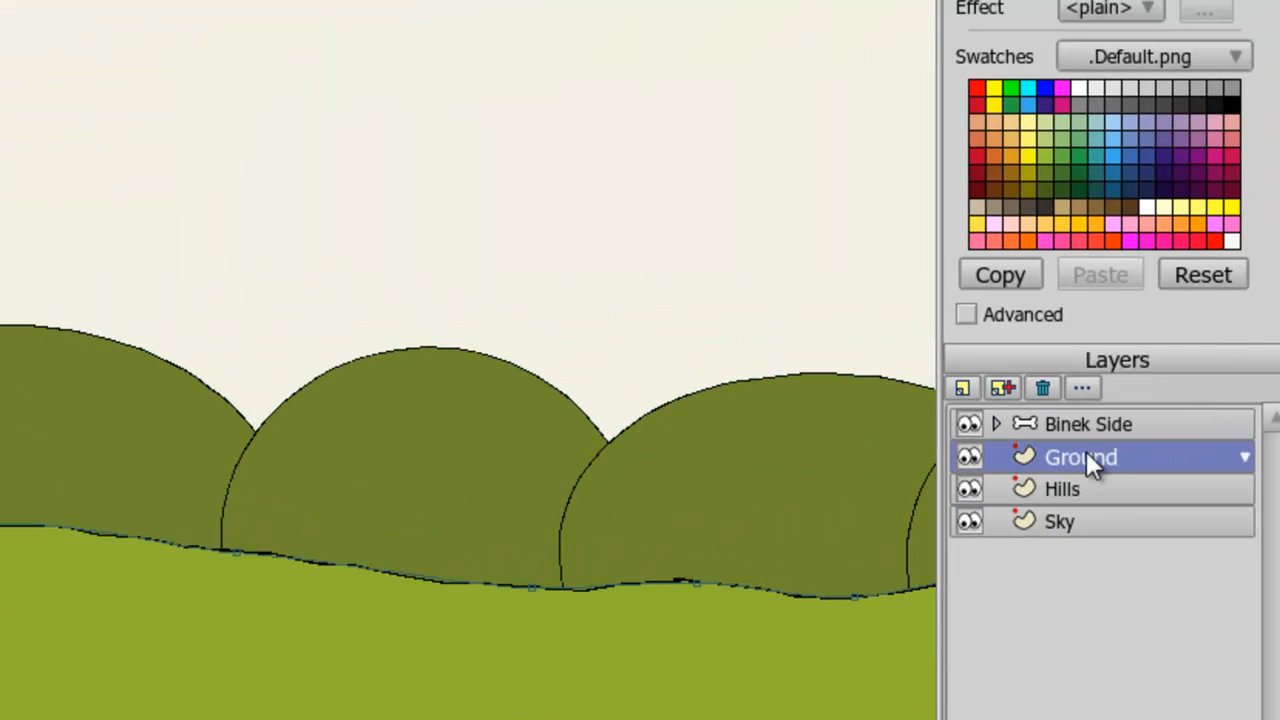 Effect <plain> ...
Swatches .Default.png
Copy Paste Reset
Advanced
Layers
...
Binek Side
Ground
Hills
Sky